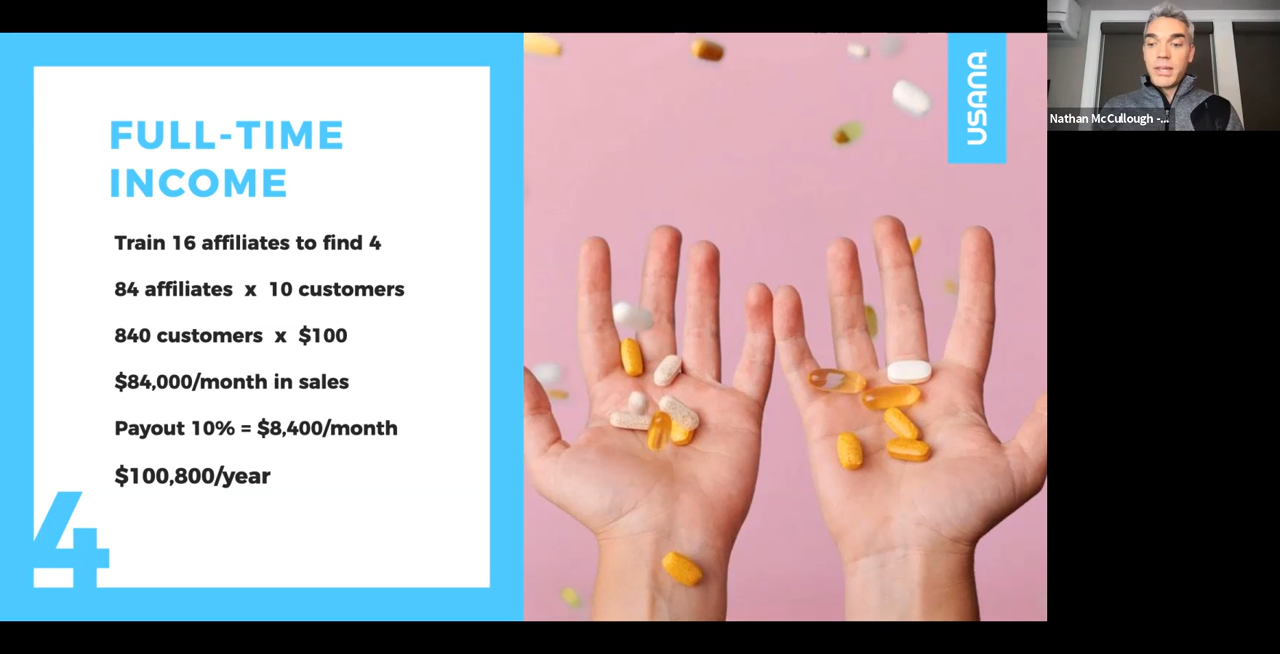 FULL-TIME
INCOME
Train 16 affiliates to find 4
84 affiliates x 10 customers
840 customers x $100
$84,000/month in sales
Payout 10% = $8,400/month
$100,800/year
4
USANA
Nathan McCullough -...